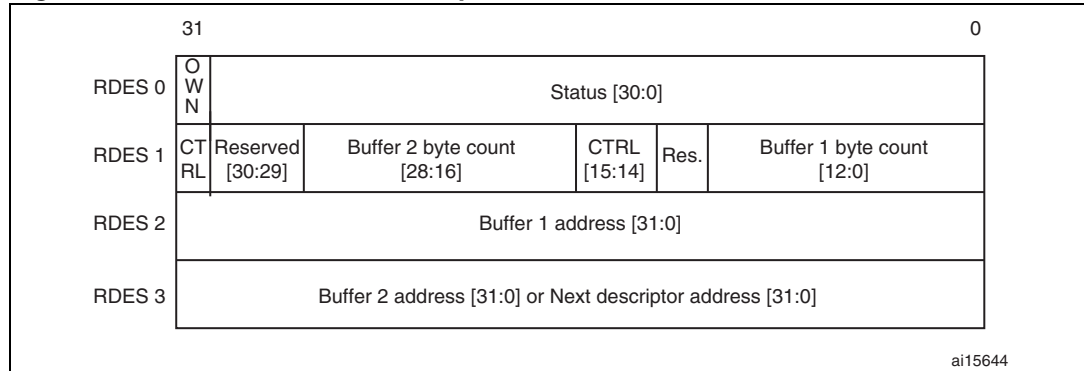 31 0
RDES 0
O
W
N
Status [30:0]
RDES 1
CT
RL
Reserved
[30:29]
Buffer 2 byte count
[28:16]
CTRL
[15:14]
Res.
Buffer 1 byte count
[12:0]
RDES 2
Buffer 1 address [31:0]
RDES 3
Buffer 2 address [31:0] or Next descriptor address [31:0]
ai15644